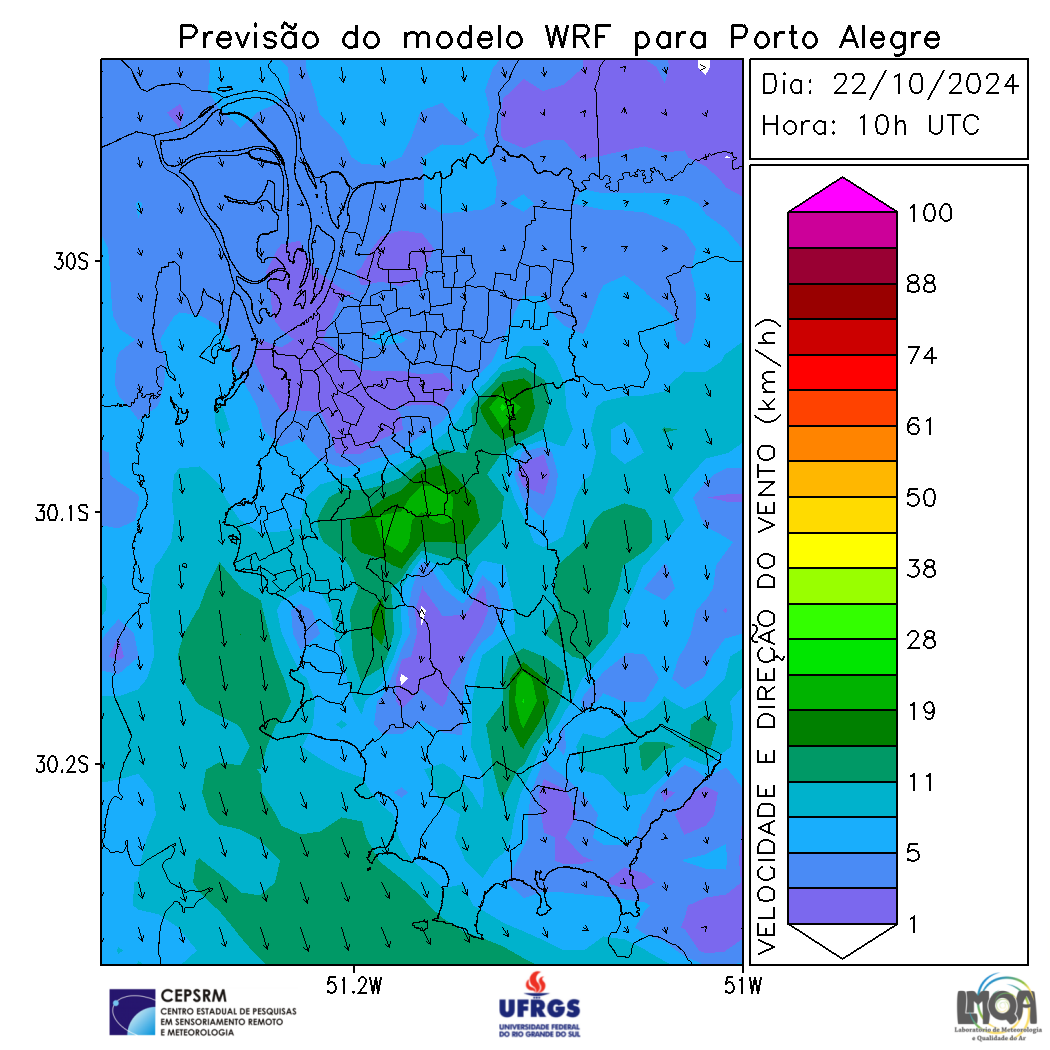 Previsão do modelo WRF para Porto Alegre
Dia: 22/10/2024
Hora: 10h UTC
30S
30.1S
30.2S
51.2W
51W
VELOCIDADE E DIREÇÃO DO VENTO (km/h)
100
88
74
61
50
38
28
19
11
5
1
CEPSRM
CENTRO ESTADUAL DE PESQUISAS
EM SENSORIAMENTO REMOTO
E METEOROLOGIA
UFRGS
UNIVERSIDADE FEDERAL
DO RIO GRANDE DO SUL
LMQA
Laboratório de Meteorologia
e Qualidade do Ar